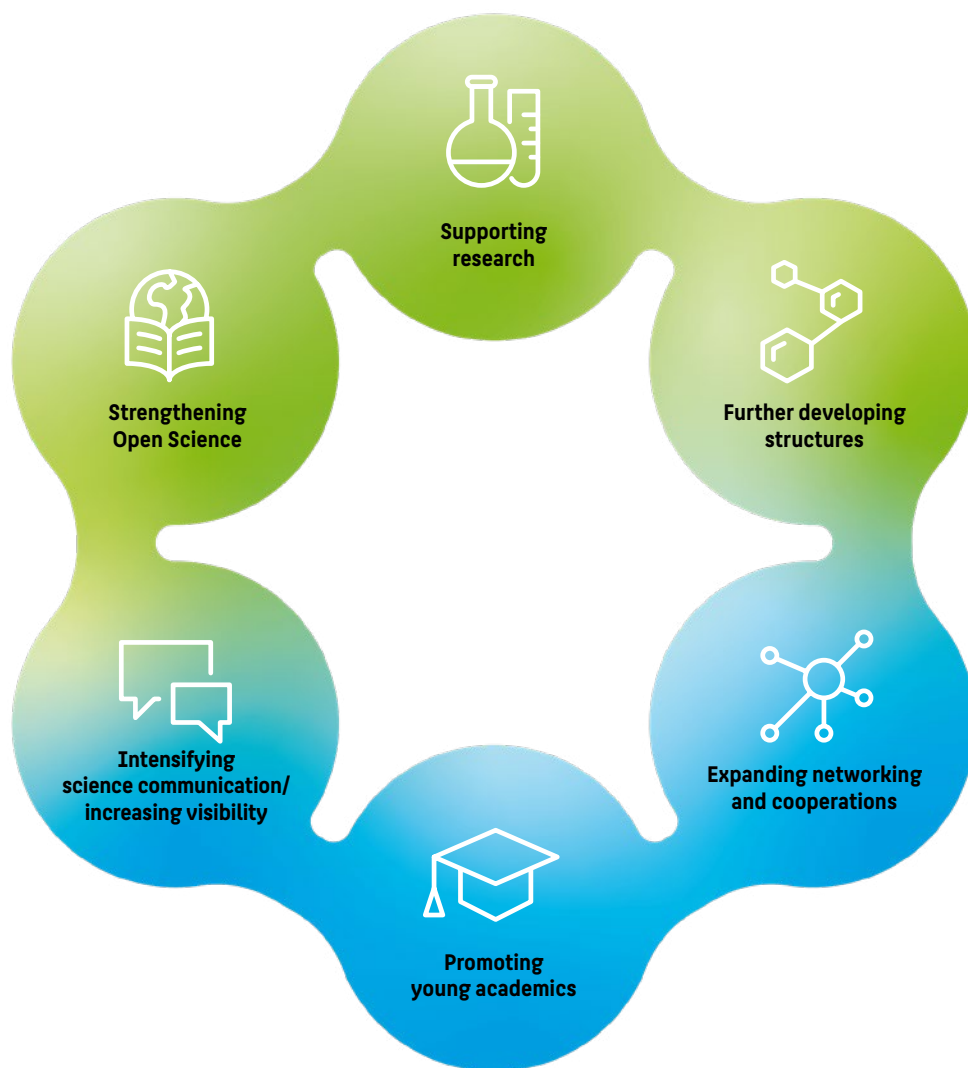 Supporting
research
Further developing
structures
Expanding networking
and cooperations
Promoting
young academics
Intensifying
science communication/
increasing visibility
Strengthening
Open Science